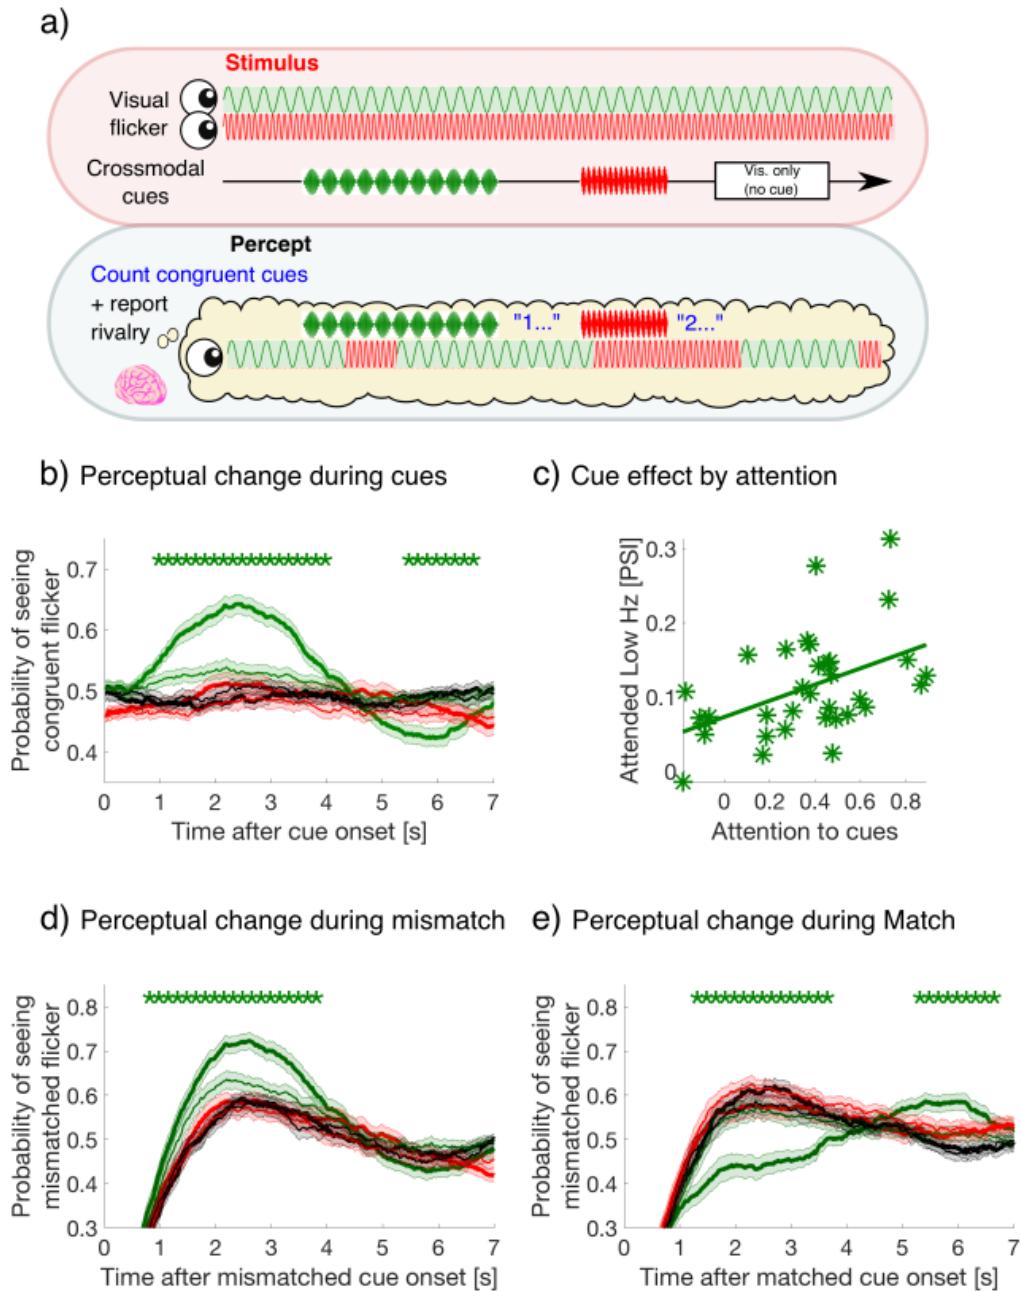 a)
Stimulus
Visual
flicker
Crossmodal
cues
Vis. only
(no cue)
Percept
Count congruent cues
+ report
rivalry
"1..."
"2..."
b) Perceptual change during cues
Probability of seeing
congruent flicker
0.7
0.6
0.5
0.4
0 1 2 3 4 5 6 7
Time after cue onset [s]
c) Cue effect by attention
Attended Low Hz [PSI]
0.3
0.2
0.1
0
0 0.2 0.4 0.6 0.8
Attention to cues
d) Perceptual change during mismatch
Probability of seeing
mismatched flicker
0.8
0.7
0.6
0.5
0.4
0.3
0 1 2 3 4 5 6 7
Time after mismatched cue onset [s]
e) Perceptual change during Match
Probability of seeing
mismatched flicker
0.8
0.7
0.6
0.5
0.4
0.3
0 1 2 3 4 5 6 7
Time after matched cue onset [s]